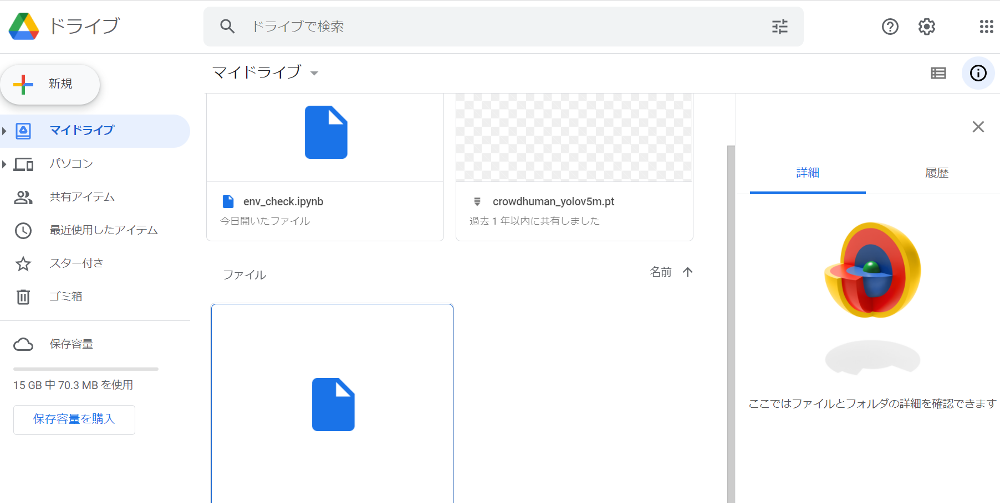 ドライブ
ドライブで検索
新規
マイドライブ
パソコン
共有アイテム
最近使用したアイテム
スター付き
ゴミ箱
保存容量
15 GB 中 70.3 MB を使用
保存容量を購入
マイドライブ
env_check.ipynb
今日開いたファイル
crowdhuman_yolov5m.pt
過去 1 年以内に共有しました
ファイル
名前
詳細
履歴
ここではファイルとフォルダの詳細を確認できます